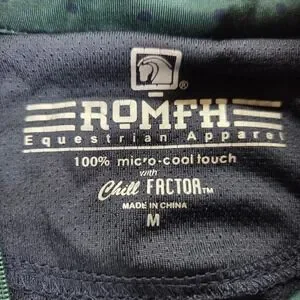 ®
ROMFH
Equestrian Apparel
100% micro-cool touch
with
Chill FACTOR™
MADE IN CHINA
M